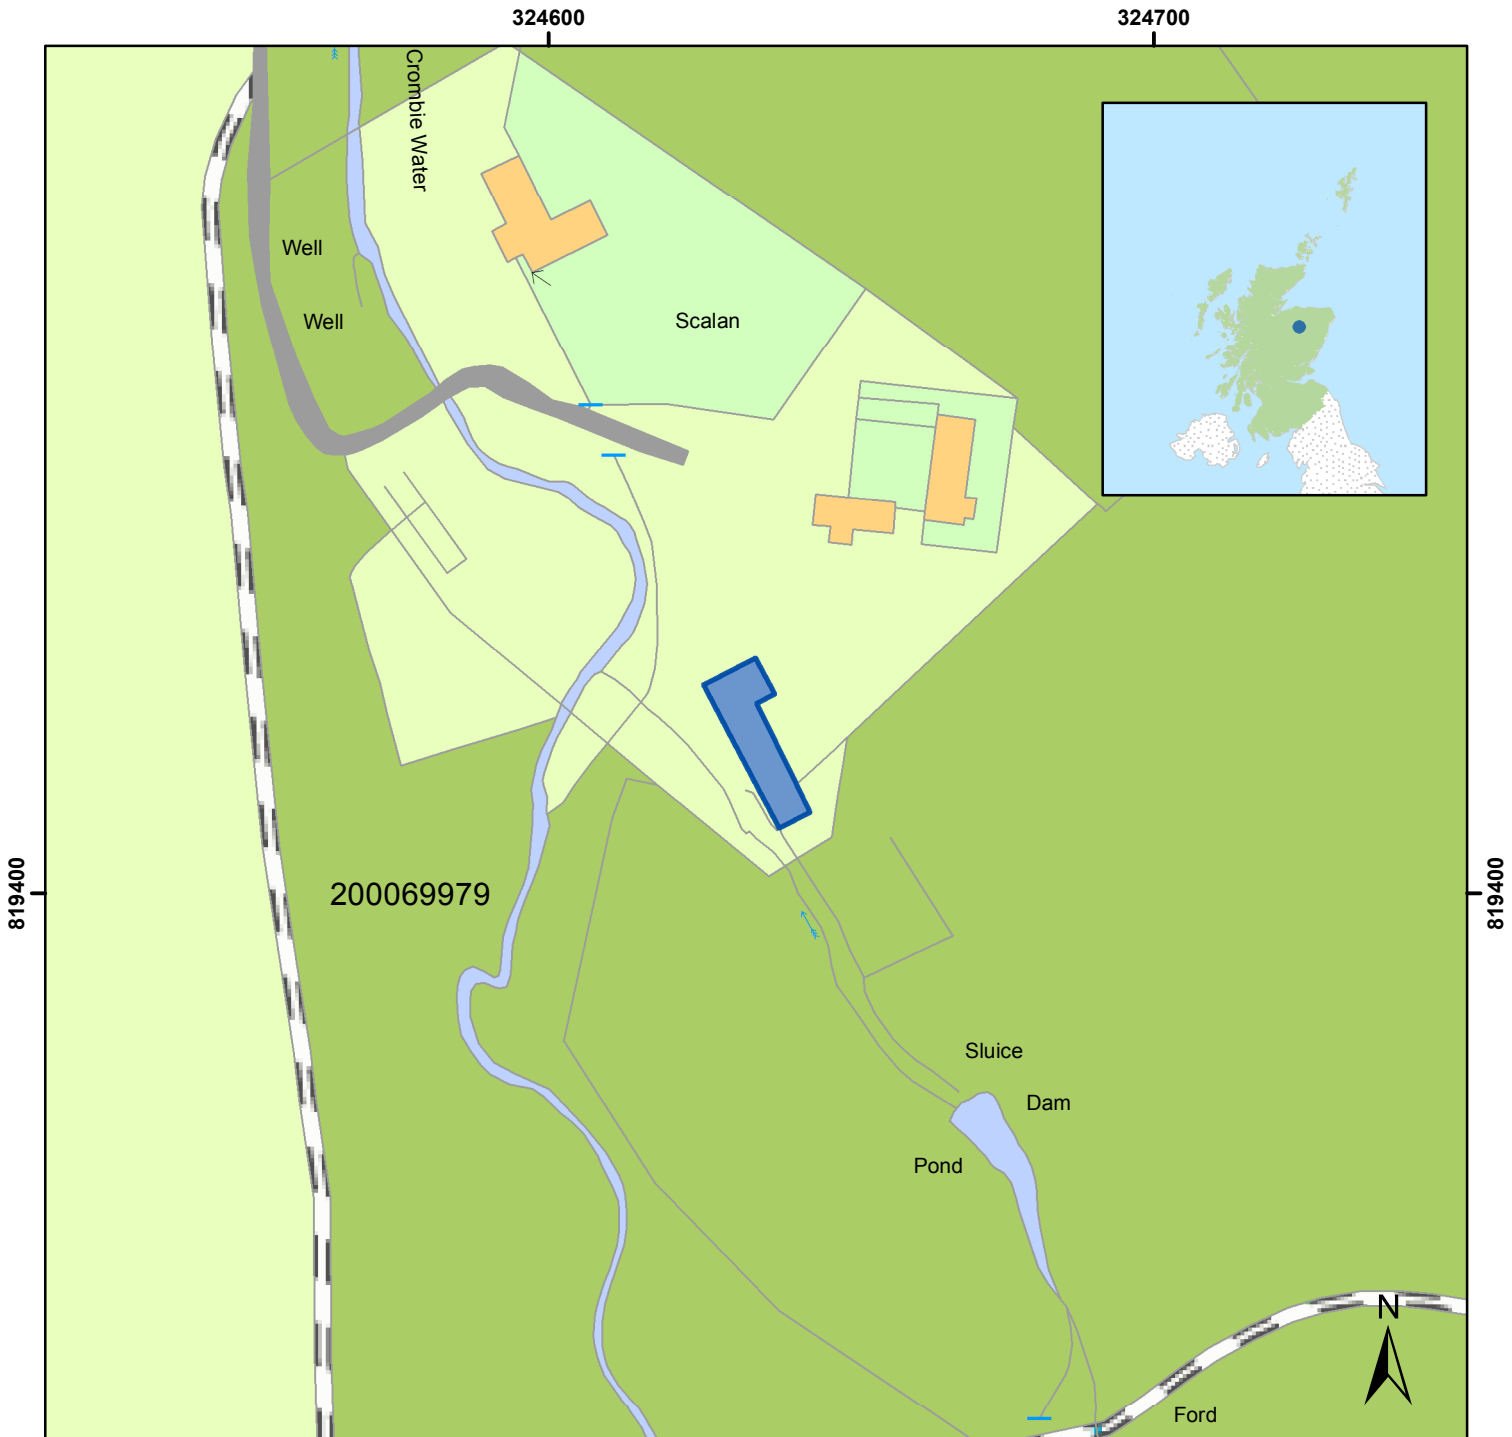 324600
324700
Crombie Water
Well
Well
Scalan
819400
819400
200069979
Sluice
Dam
Pond
N
Ford